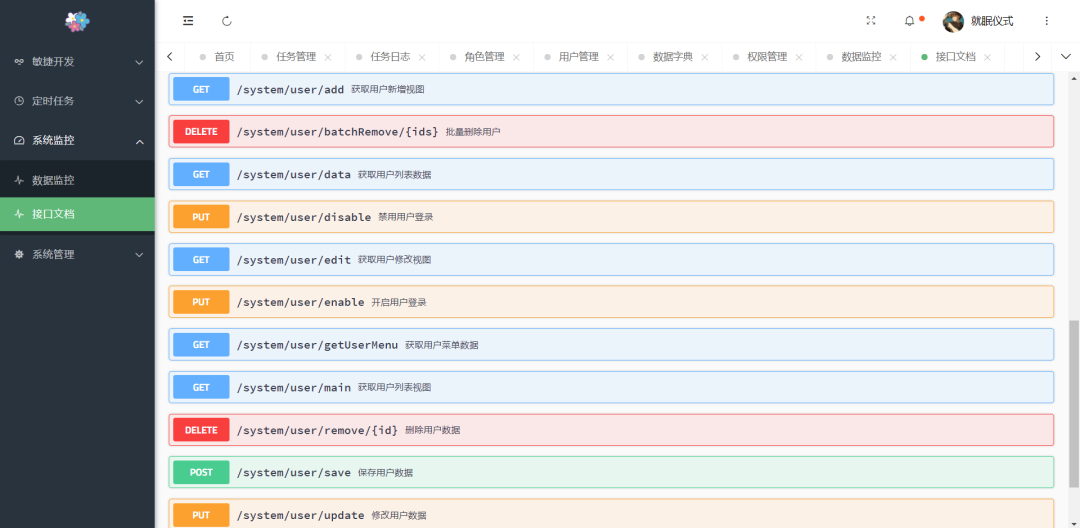 就眠仪式
敏捷开发
定时任务
系统监控
数据监控
接口文档
系统管理
首页 任务管理 任务日志 角色管理 用户管理 数据字典 权限管理 数据监控 接口文档
GET /system/user/add 获取用户新增视图
DELETE /system/user/batchRemove/{ids} 批量删除用户
GET /system/user/data 获取用户列表数据
PUT /system/user/disable 禁用用户登录
GET /system/user/edit 获取用户修改视图
PUT /system/user/enable 开启用户登录
GET /system/user/getUserMenu 获取用户菜单数据
GET /system/user/main 获取用户列表视图
DELETE /system/user/remove/{id} 删除用户数据
POST /system/user/save 保存用户数据
PUT /system/user/update 修改用户数据